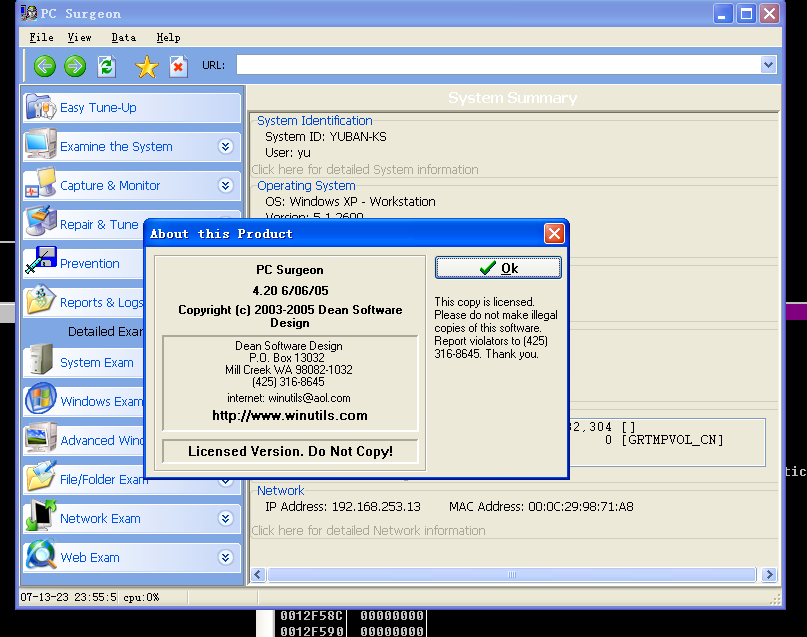 PC Surgeon
File View Data Help
URL:
Easy Tune-Up
Examine the System
Capture & Monitor
Repair & Tune
Prevention
Reports & Logs
Detailed Exam
System Exam
Windows Exam
Advanced Wind
File/Folder Exam
Network Exam
Web Exam
System Summary
System Identification
System ID: YUBAN-KS
User: yu
Click here for detailed System information
Operating System
OS: Windows XP - Workstation
Version: 5.1.2600
About this Product
PC Surgeon
4.20 6/06/05
Copyright (c) 2003-2005 Dean Software
Design
Dean Software Design
P.O. Box 13032
Mill Creek WA 98082-1032
(425) 316-8645
internet: winutils@aol.com
http://www.winutils.com
Licensed Version. Do Not Copy!
Ok
This copy is licensed.
Please do not make illegal
copies of this software.
Report violators to (425)
316-8645. Thank you.
2,304 []
0 [GRTMPVOL_CN]
tic
Network
IP Address: 192.168.253.13 MAC Address: 00:0C:29:98:71:A8
Click here for detailed Network information
07-13-23 23:55:5 cpu:0%
0012F58C 00000000
0012F590 00000000